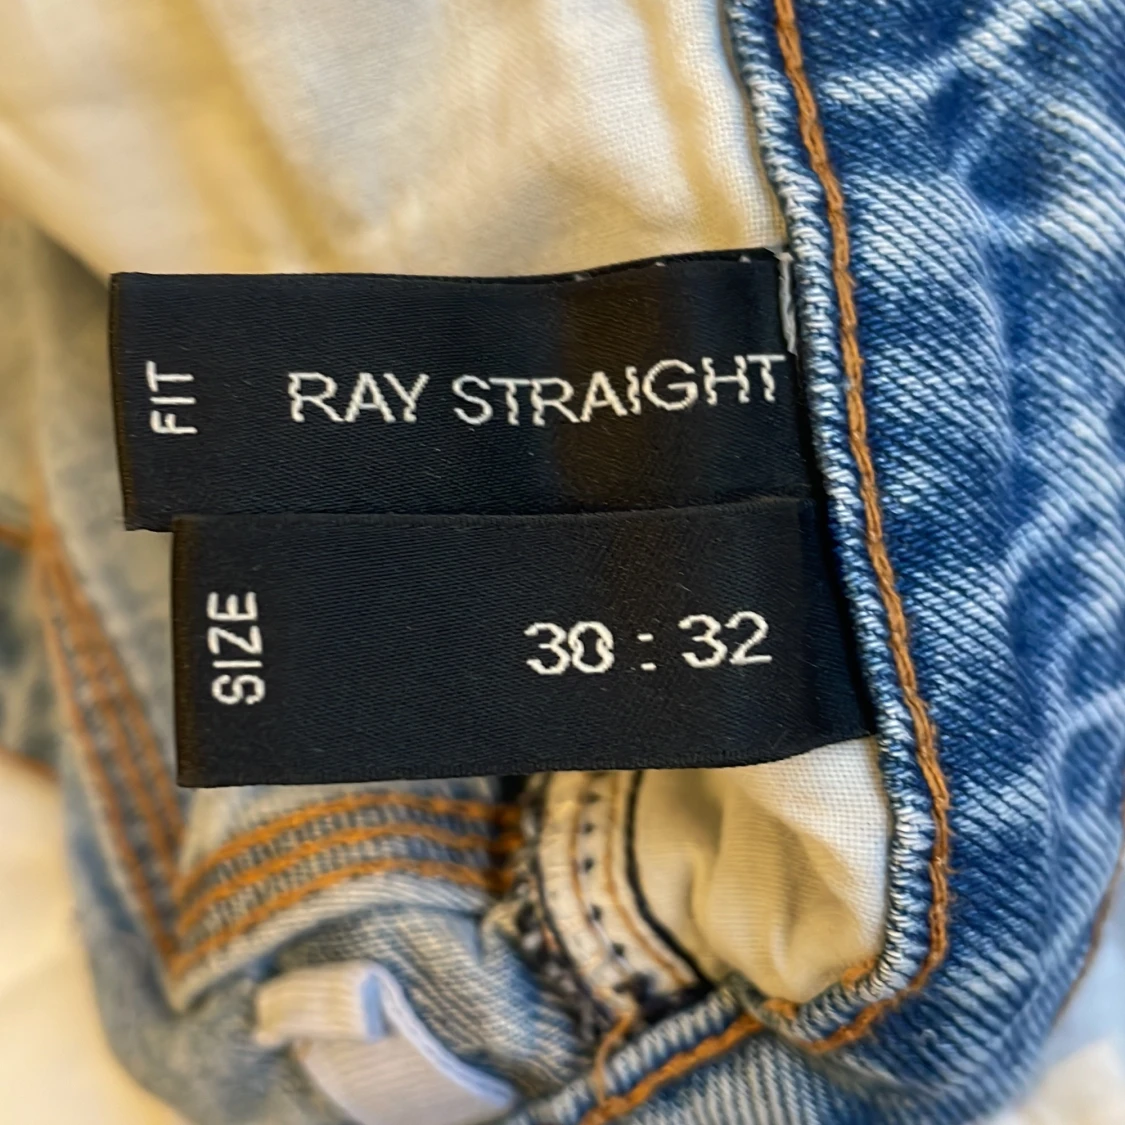 FIT
RAY STRAIGHT
SIZE
30 : 32